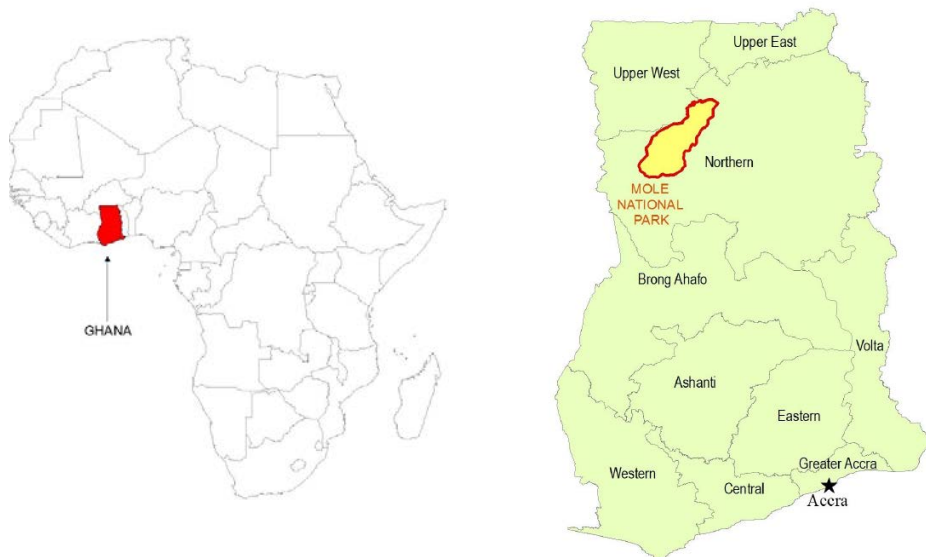 GHANA
Upper East
Upper West
Northern
MOLE
NATIONAL
PARK
Brong Ahafo
Volta
Ashanti
Eastern
Greater Accra
Western
Central
Accra